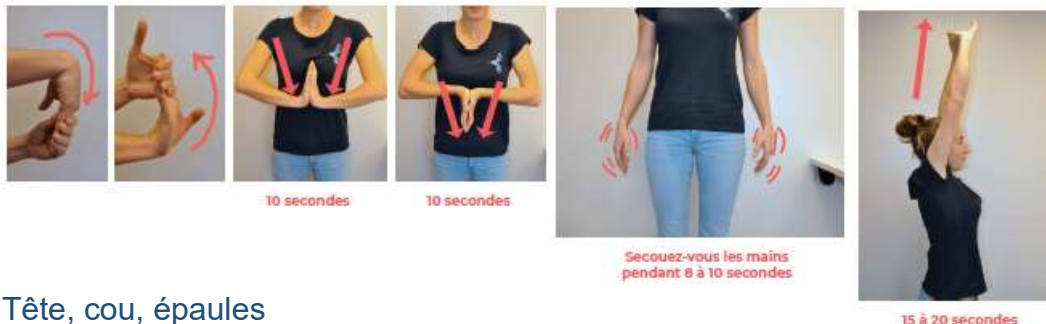 10 secondes
10 secondes
Secouez-vous les mains
pendant 8 à 10 secondes
15 à 20 secondes
Tête, cou, épaules